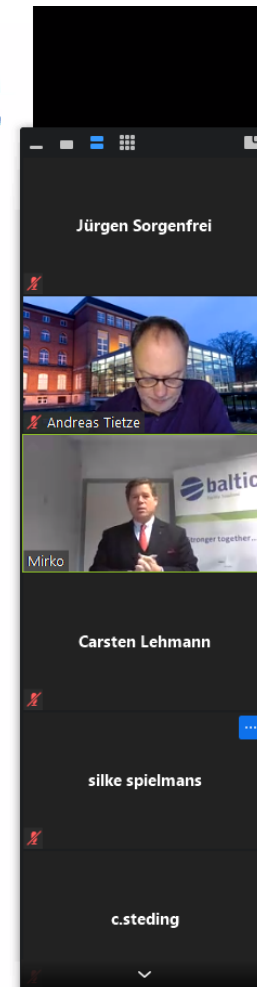 Jürgen Sorgenfrei
Andreas Tietze
baltic
Stronger together...
Mirko
Carsten Lehmann
silke spielmans
c.steding